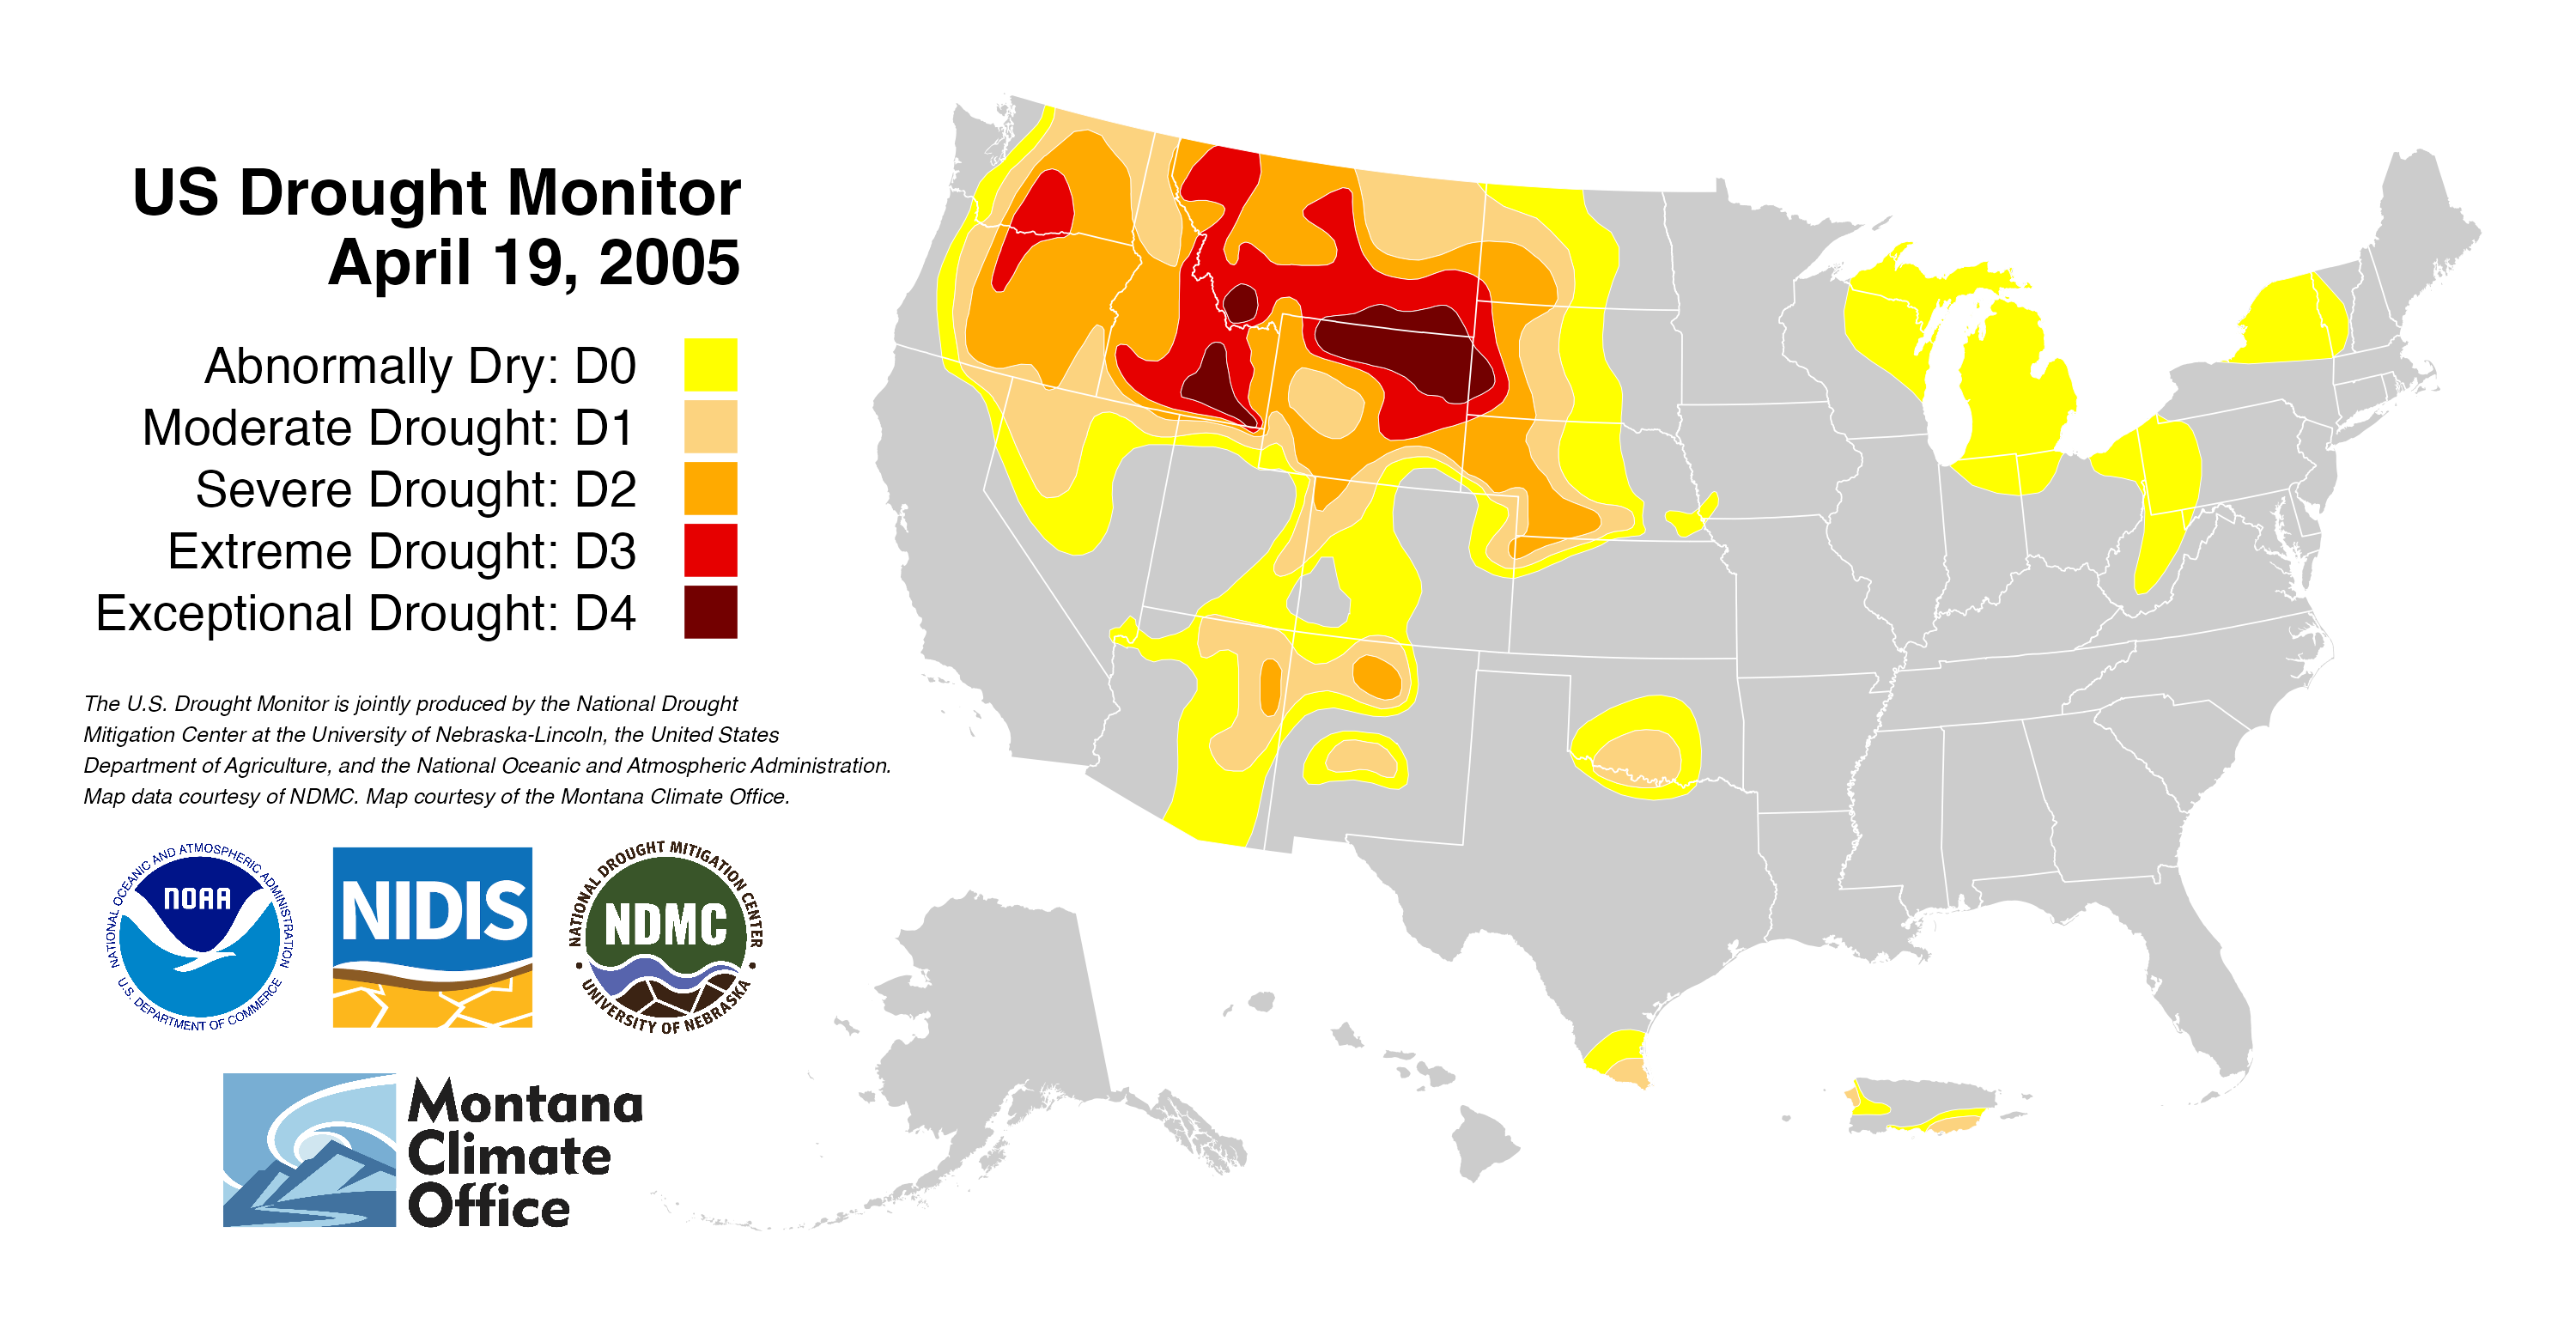 US Drought Monitor
April 19, 2005
Abnormally Dry: D0
Moderate Drought: D1
Severe Drought: D2
Extreme Drought: D3
Exceptional Drought: D4
The U.S. Drought Monitor is jointly produced by the National Drought
Mitigation Center at the University of Nebraska-Lincoln, the United States
Department of Agriculture, and the National Oceanic and Atmospheric Administration.
Map data courtesy of NDMC. Map courtesy of the Montana Climate Office.
NATIONAL OCEANIC AND ATMOSPHERIC ADMINISTRATION
NOAA
U.S. DEPARTMENT OF COMMERCE
NIDIS
NATIONAL DROUGHT MITIGATION CENTER
NDMC
UNIVERSITY OF NEBRASKA
Montana
Climate
Office